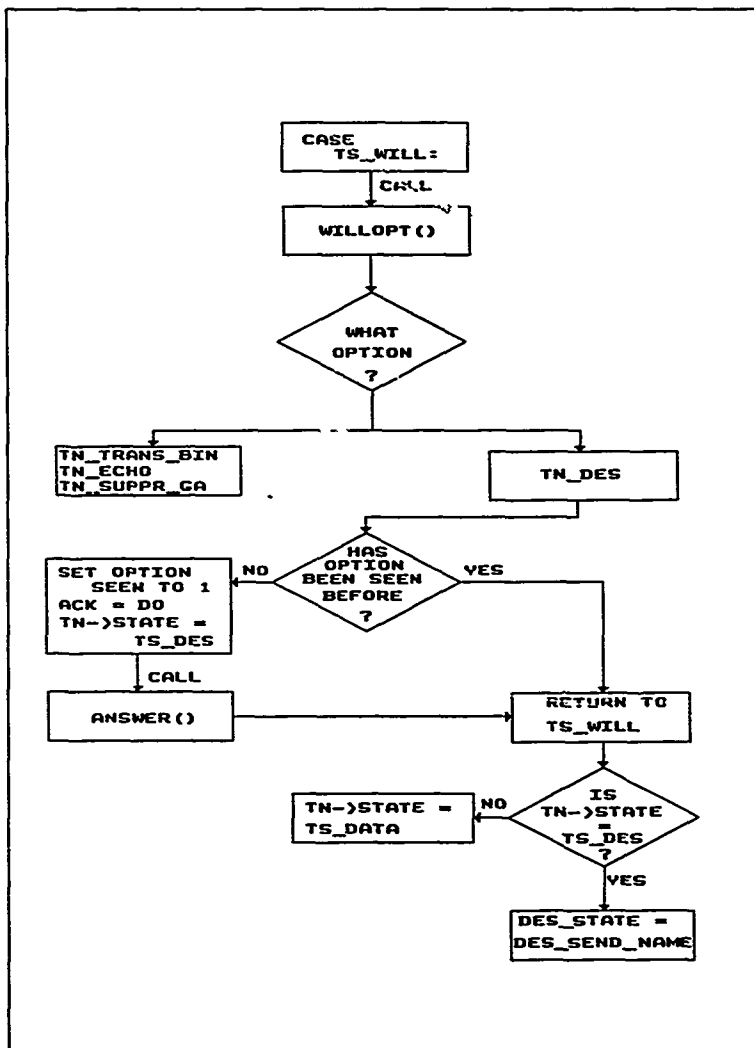 CASE
TS_WILL:
CALL
WILLOPT()
WHAT
OPTION
?
TN_TRANS_BIN
TN_ECHO
TN_SUPPR_GA
TN_DES
HAS
OPTION
BEEN SEEN
BEFORE
?
NO
YES
SET OPTION
SEEN TO 1
ACK = DO
TN->STATE =
TS_DES
CALL
ANSWER()
RETURN TO
TS_WILL
IS
TN->STATE
=
TS_DES
?
NO
TN->STATE =
TS_DATA
YES
DES_STATE =
DES_SEND_NAME